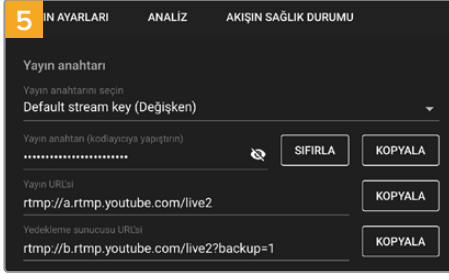 5
IN AYARLARI ANALİZ AKIŞIN SAĞLIK DURUMU
Yayın anahtarı
Yayın anahtarını seçin
Default stream key (Değişken)
Yayın anahtarı (kodlayıcıya yapıştırın)
•••••••••••••••••••••••• SIFIRLA KOPYALA
Yayın URL'si
rtmp://a.rtmp.youtube.com/live2 KOPYALA
Yedekleme sunucusu URL'si
rtmp://b.rtmp.youtube.com/live2?backup=1 KOPYALA